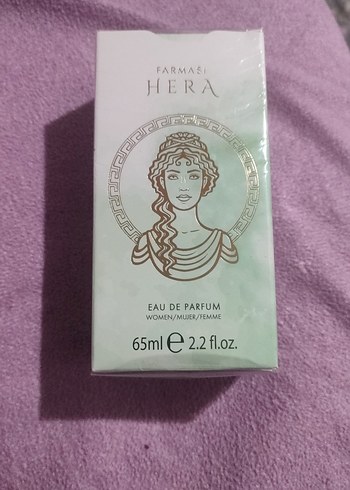 FARMASi
HERA
EAU DE PARFUM
WOMEN/MUJER/FEMME
65ml e 2.2 fl.oz.